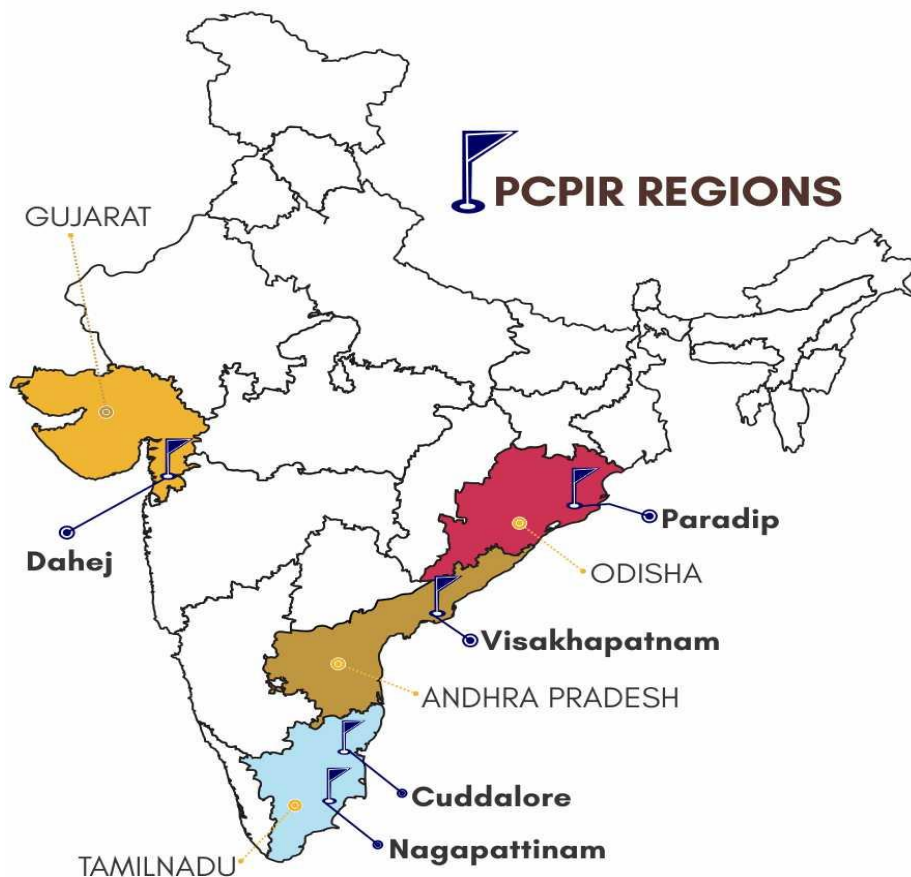 PCPIR REGIONS
GUJARAT
Dahej
Paradip
ODISHA
Visakhapatnam
ANDHRA PRADESH
Cuddalore
Nagapattinam
TAMILNADU